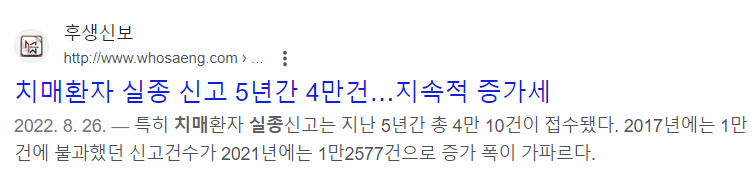 후생신보
http://www.whosaeng.com › ...
치매환자 실종 신고 5년간 4만건...지속적 증가세
2022. 8. 26. — 특히 치매환자 실종신고는 지난 5년간 총 4만 10건이 접수됐다. 2017년에는 1만
건에 불과했던 신고건수가 2021년에는 1만2577건으로 증가 폭이 가파르다.